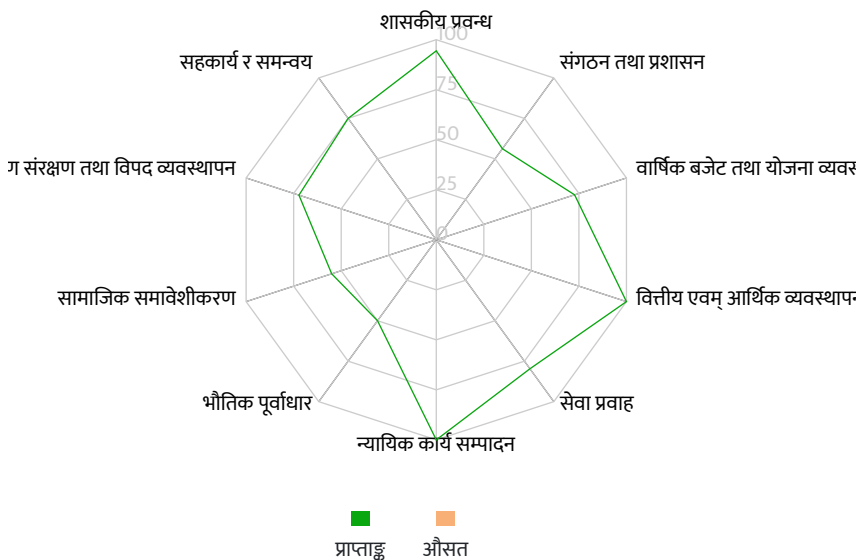 शासकीय प्रवन्ध
100
सहकार्य र समन्वय
संगठन तथा प्रशासन
75
50
संरक्षण तथा विपद व्यवस्थापन
वार्षिक बजेट तथा योजना
25
0
सामाजिक समावेशीकरण
वित्तीय एवम् आर्थिक व्यवस्थापन
भौतिक पूर्वाधार
सेवा प्रवाह
न्यायिक कार्य सम्पादन
प्राप्ताङ्क
औसत